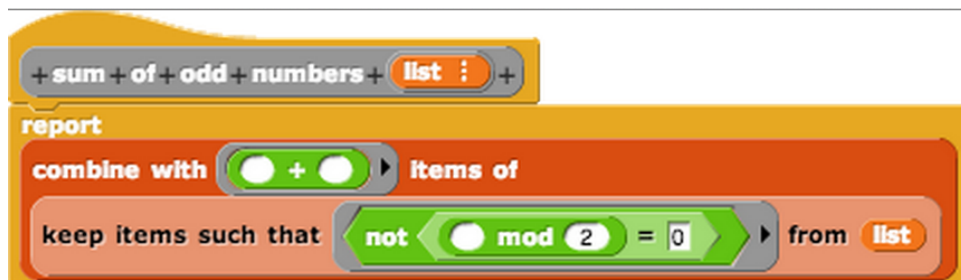 + sum + of + odd + numbers + list ⋮ +
report
combine with + items of
keep items such that not mod 2 = 0 from list